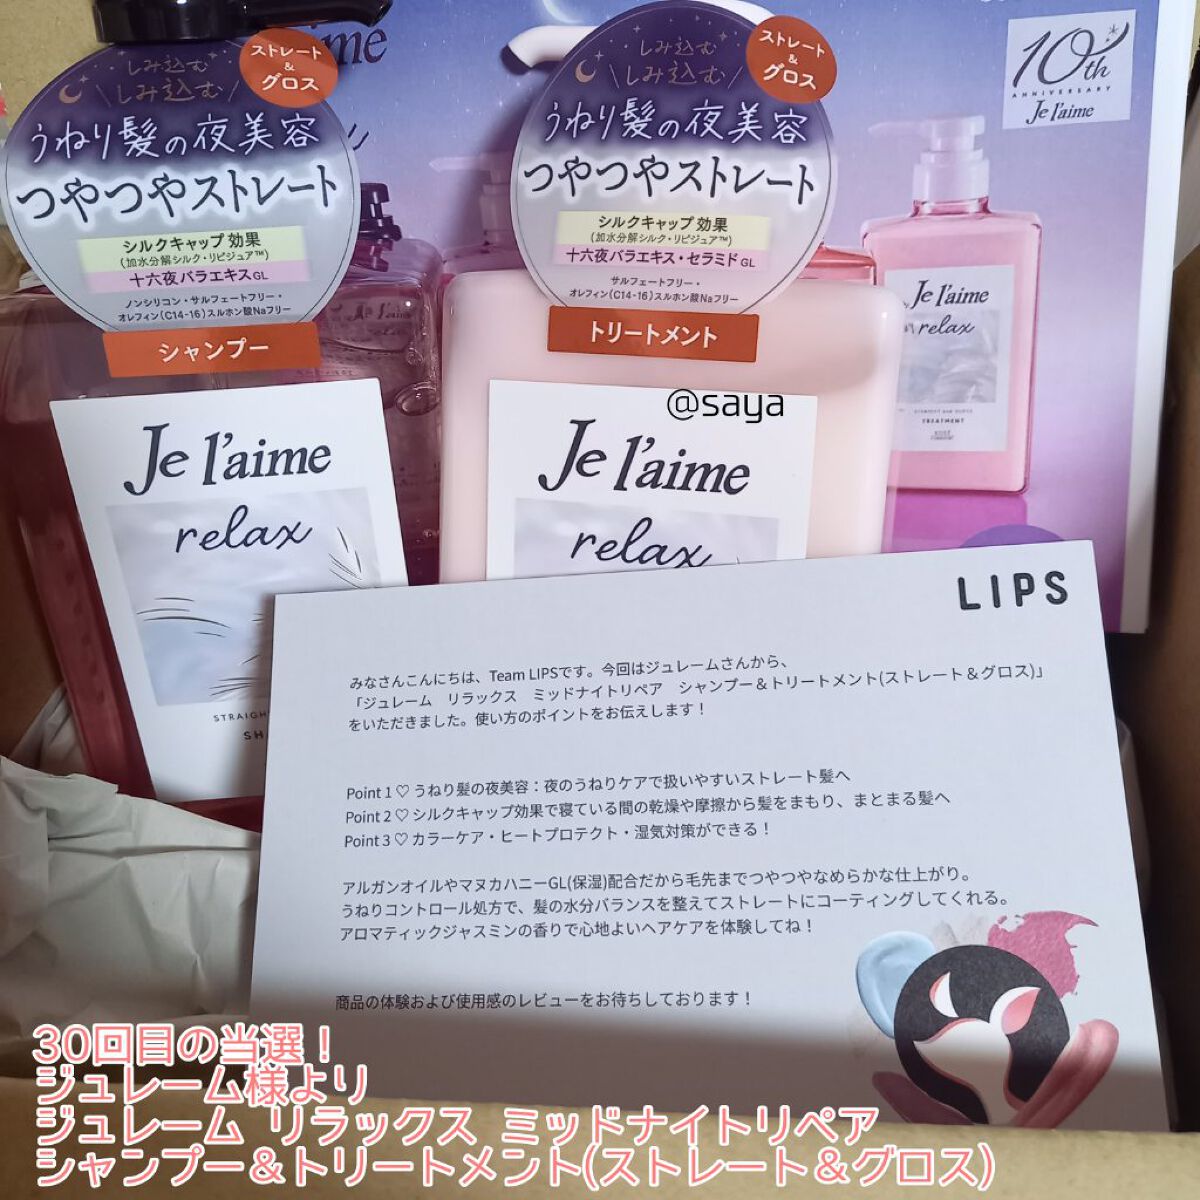 しみ込む
しみ込む
ストレート
&
グロス
うねり髪の夜美容
つやつやストレート
シルクキャップ効果
(加水分解シルク・リピジュア™)
十六夜バラエキスGL
ノンシリコン・サルフェートフリー・
オレフィン(C14-16)スルホン酸Naフリー
シャンプー
Je l'aime
relax
しみ込む
しみ込む
ストレート
&
グロス
うねり髪の夜美容
つやつやストレート
シルクキャップ効果
(加水分解シルク・リピジュア™)
十六夜バラエキス・セラミドGL
サルフェートフリー・
オレフィン(C14-16)スルホン酸Naフリー
トリートメント
@saya
Je l'aime
relax
10th
ANNIVERSARY
Je l'aime
Je l'aime
relax
STRAIGHT AND GLOSS
TREATMENT
LIPS
みなさんこんにちは、Team LIPSです。今回はジュレームさんから、
「ジュレーム リラックス ミッドナイトリペア シャンプー＆トリートメント(ストレート＆グロス)」
をいただきました。使い方のポイントをお伝えします！
Point 1 ♡ うねり髪の夜美容：夜のうねりケアで扱いやすいストレート髪へ
Point 2 ♡ シルクキャップ効果で寝ている間の乾燥や摩擦から髪をまもり、まとまる髪へ
Point 3 ♡ カラーケア・ヒートプロテクト・湿気対策ができる！
アルガンオイルやマヌカハニーGL(保湿)配合だから毛先までつやつやなめらかな仕上がり。
うねりコントロール処方で、髪の水分バランスを整えてストレートにコーティングしてくれる。
アロマティックジャスミンの香りで心地よいヘアケアを体験してね！
商品の体験および使用感のレビューをお待ちしております！
30回目の当選！
ジュレーム様より
ジュレーム リラックス ミッドナイトリペア
シャンプー＆トリートメント(ストレート＆グロス)